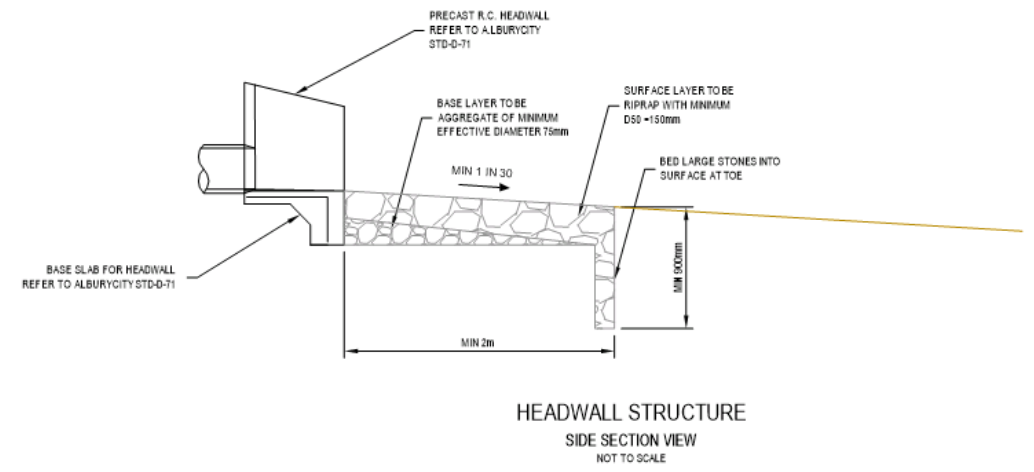 PRECAST R.C. HEADWALL
REFER TO ALBURYCITY
STD-D-71
BASE LAYER TO BE
AGGREGATE OF MINIMUM
EFFECTIVE DIAMETER 75mm
SURFACE LAYER TO BE
RIPRAP WITH MINIMUM
D50 =150mm
MIN 1 IN 30
BED LARGE STONES INTO
SURFACE AT TOE
BASE SLAB FOR HEADWALL
REFER TO ALBURYCITY STD-D-71
MIN 900mm
MIN 2m
HEADWALL STRUCTURE
SIDE SECTION VIEW
NOT TO SCALE